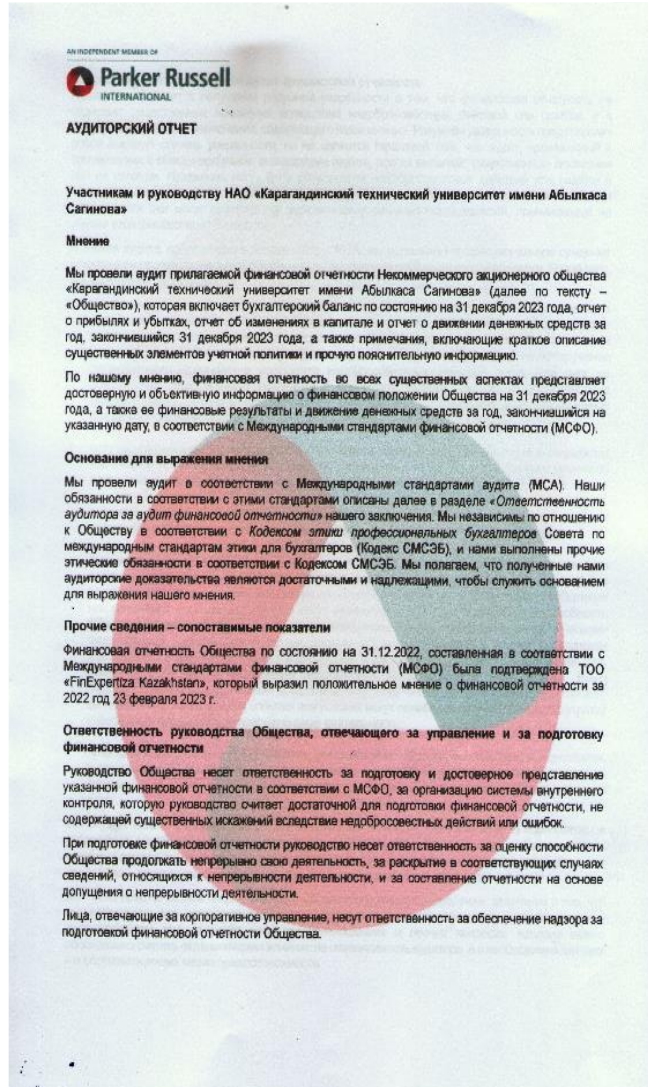 AN INDEPENDENT MEMBER OF
Parker Russell
INTERNATIONAL
АУДИТОРСКИЙ ОТЧЕТ
Участникам и руководству НАО «Карагандинский технический университет имени Абылкаса
Сагинова»
Мнение
Мы провели аудит прилагаемой финансовой отчетности Некоммерческого акционерного общества
«Карагандинский технический университет имени Абылкаса Сагинова» (далее по тексту –
«Общество»), которая включает бухгалтерский баланс по состоянию на 31 декабря 2023 года, отчет
о прибылях и убытках, отчет об изменениях в капитале и отчет о движении денежных средств за
год, закончившийся 31 декабря 2023 года, а также примечания, включающие краткое описание
существенных элементов учетной политики и прочую пояснительную информацию.
По нашему мнению, финансовая отчетность во всех существенных аспектах представляет
достоверную и объективную информацию о финансовом положении Общества на 31 декабря 2023
года, а также ее финансовые результаты и движение денежных средств за год, закончившийся на
указанную дату, в соответствии с Международными стандартами финансовой отчетности (МСФО).
Основание для выражения мнения
Мы провели аудит в соответствии с Международными стандартами аудита (МСА). Наши
обязанности в соответствии с этими стандартами описаны далее в разделе «Ответственность
аудитора за аудит финансовой отчетности» нашего заключения. Мы независимы по отношению
к Обществу в соответствии с Кодексом этики профессиональных бухгалтеров Совета по
международным стандартам этики для бухгалтеров (Кодекс СМСЭБ), и нами выполнены прочие
этические обязанности в соответствии с Кодексом СМСЭБ. Мы полагаем, что полученные нами
аудиторские доказательства являются достаточными и надлежащими, чтобы служить основанием
для выражения нашего мнения.
Прочие сведения – сопоставимые показатели
Финансовая отчетность Общества по состоянию на 31.12.2022, составленная в соответствии с
Международными стандартами финансовой отчетности (МСФО) была подтверждена ТОО
«FinExpertiza Kazakhstan», который выразил положительное мнение о финансовой отчетности за
2022 год 23 февраля 2023 г.
Ответственность руководства Общества, отвечающего за управление и за подготовку
финансовой отчетности
Руководство Общества несет ответственность за подготовку и достоверное представление
указанной финансовой отчетности в соответствии с МСФО, за организацию системы внутреннего
контроля, которую руководство считает достаточной для подготовки финансовой отчетности, не
содержащей существенных искажений вследствие недобросовестных действий или ошибок.
При подготовке финансовой отчетности руководство несет ответственность за оценку способности
Общества продолжать непрерывно свою деятельность, за раскрытие в соответствующих случаях
сведений, относящихся к непрерывности деятельности, и за составление отчетности на основе
допущения о непрерывности деятельности.
Лица, отвечающие за корпоративное управление, несут ответственность за обеспечение надзора за
подготовкой финансовой отчетности Общества.